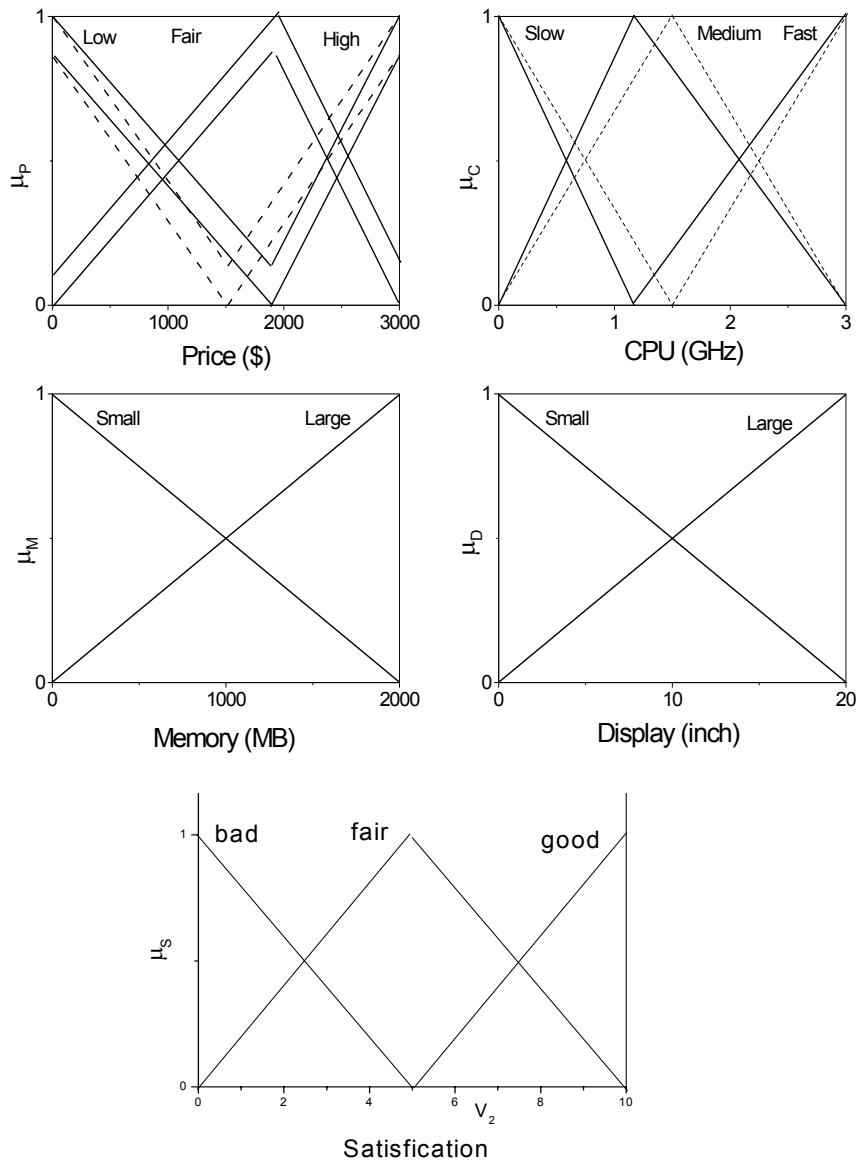 1
Low
Fair
High
μP
0
0
1000
2000
3000
Price ($)
1
Slow
Medium
Fast
μC
0
0
1
2
3
CPU (GHz)
1
Small
Large
μM
0
0
1000
2000
Memory (MB)
1
Small
Large
μD
0
0
10
20
Display (inch)
1
bad
fair
good
μS
0
0
2
4
6
8
10
V2
Satisfication